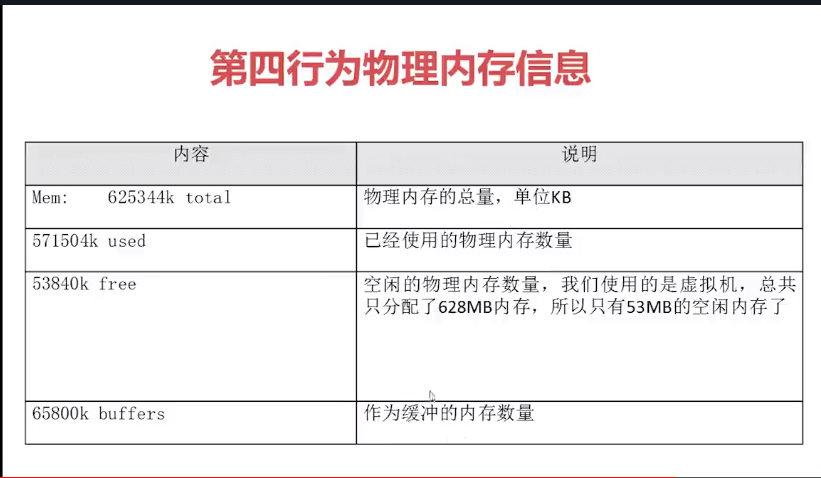 第四行为物理内存信息
内容 说明
Mem: 625344k total 物理内存的总量，单位KB
571504k used 已经使用的物理内存数量
53840k free 空闲的物理内存数量，我们使用的是虚拟机，总共
只分配了628MB内存，所以只有53MB的空闲内存了
65800k buffers 作为缓冲的内存数量